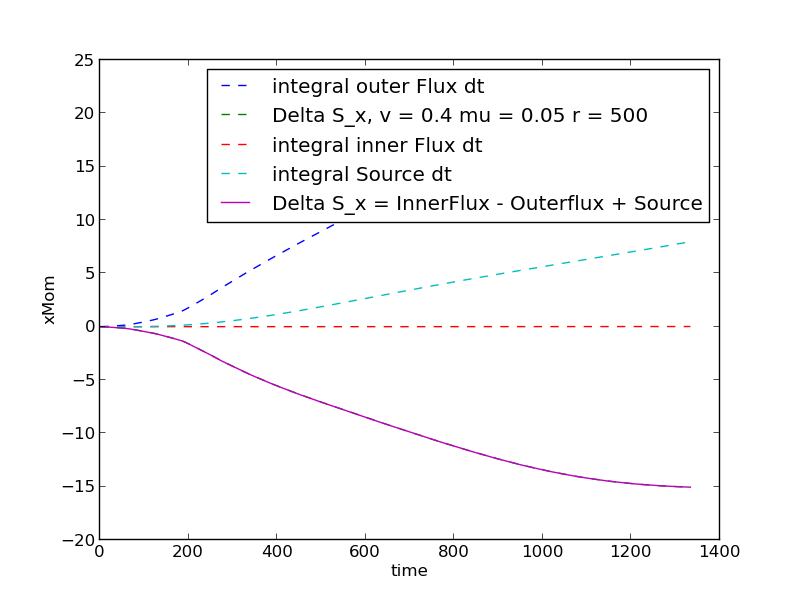 25
20
15
10
5
0
−5
−10
−15
−20
xMom
integral outer Flux dt
Delta S_x, v = 0.4 mu = 0.05 r = 500
integral inner Flux dt
integral Source dt
Delta S_x = InnerFlux - Outerflux + Source
0 200 400 600 800 1000 1200 1400
time